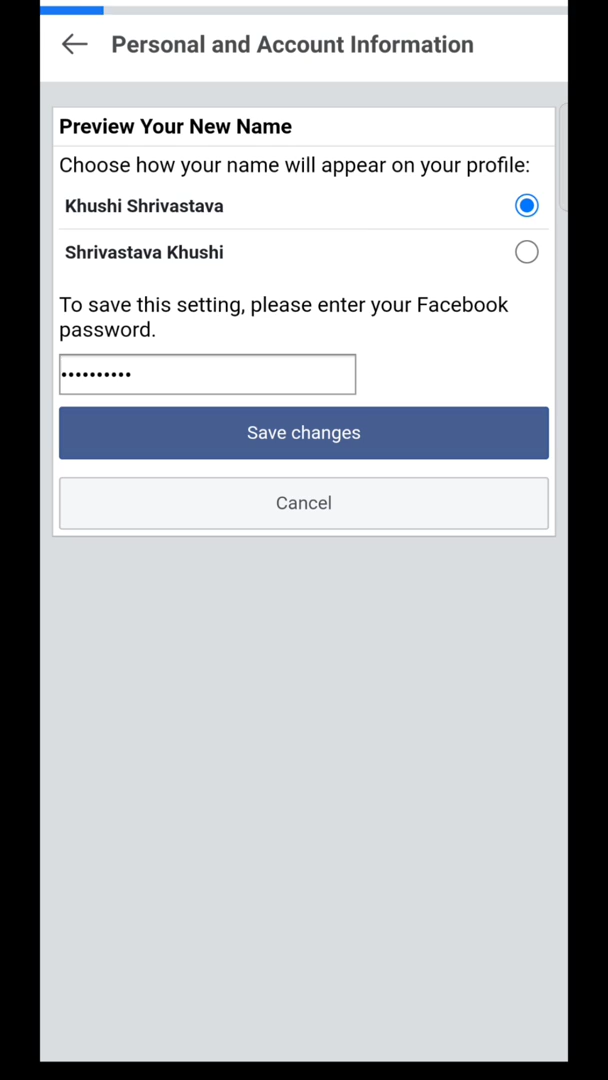 Personal and Account Information
Preview Your New Name
Choose how your name will appear on your profile:
Khushi Shrivastava
Shrivastava Khushi
To save this setting, please enter your Facebook
password.
••••••••••
Save changes
Cancel